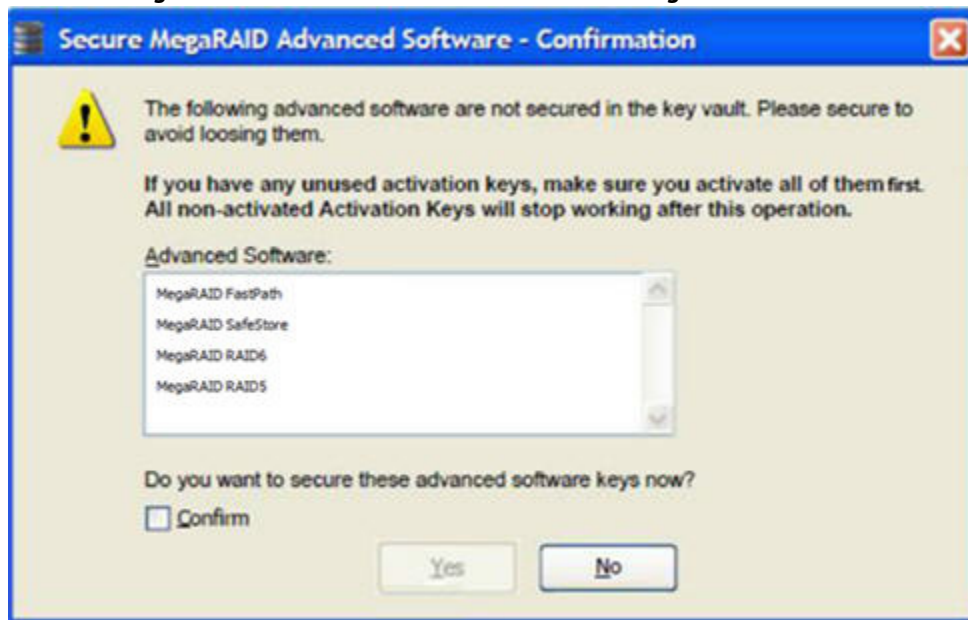 Secure MegaRAID Advanced Software - Confirmation
The following advanced software are not secured in the key vault. Please secure to
avoid loosing them.
If you have any unused activation keys, make sure you activate all of them first.
All non-activated Activation Keys will stop working after this operation.
Advanced Software:
MegaRAID FastPath
MegaRAID SafeStore
MegaRAID RAID6
MegaRAID RAID5
Do you want to secure these advanced software keys now?
Confirm
Yes No